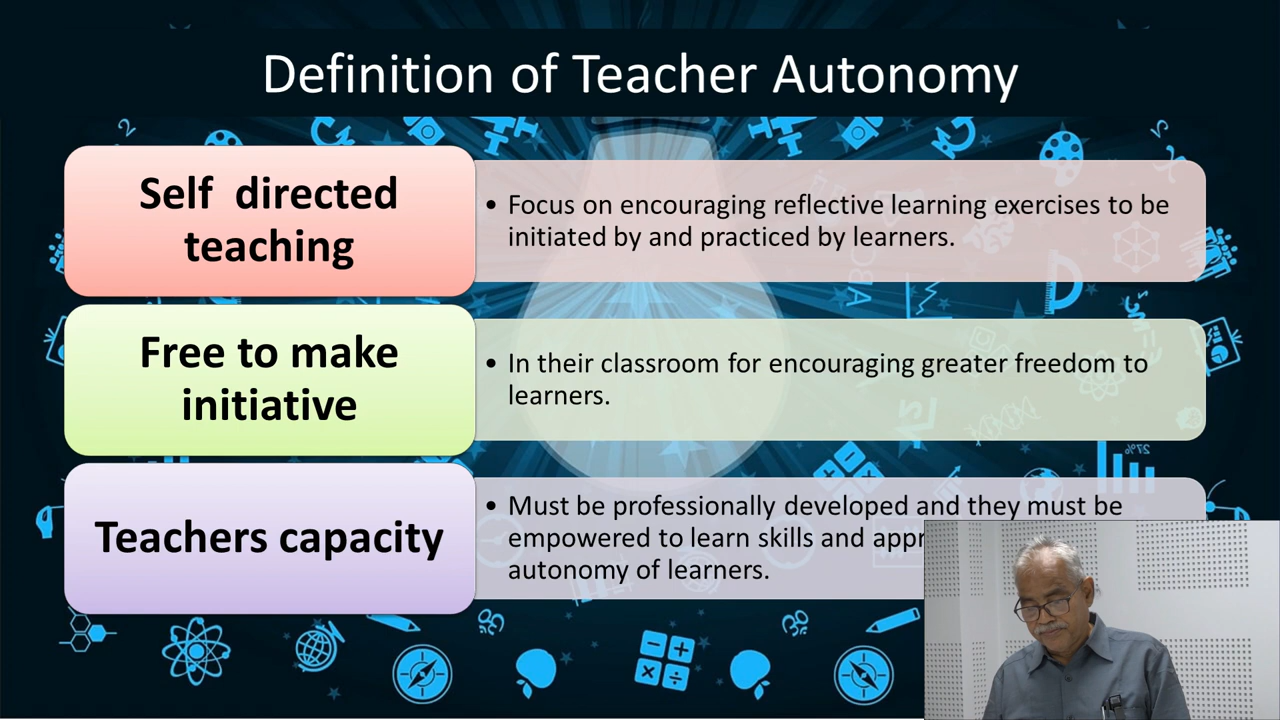 Definition of Teacher Autonomy
Self directed
teaching
• Focus on encouraging reflective learning exercises to be
initiated by and practiced by learners.
Free to make
initiative
• In their classroom for encouraging greater freedom to
learners.
Teachers capacity
• Must be professionally developed and they must be
empowered to learn skills and
autonomy of learners.